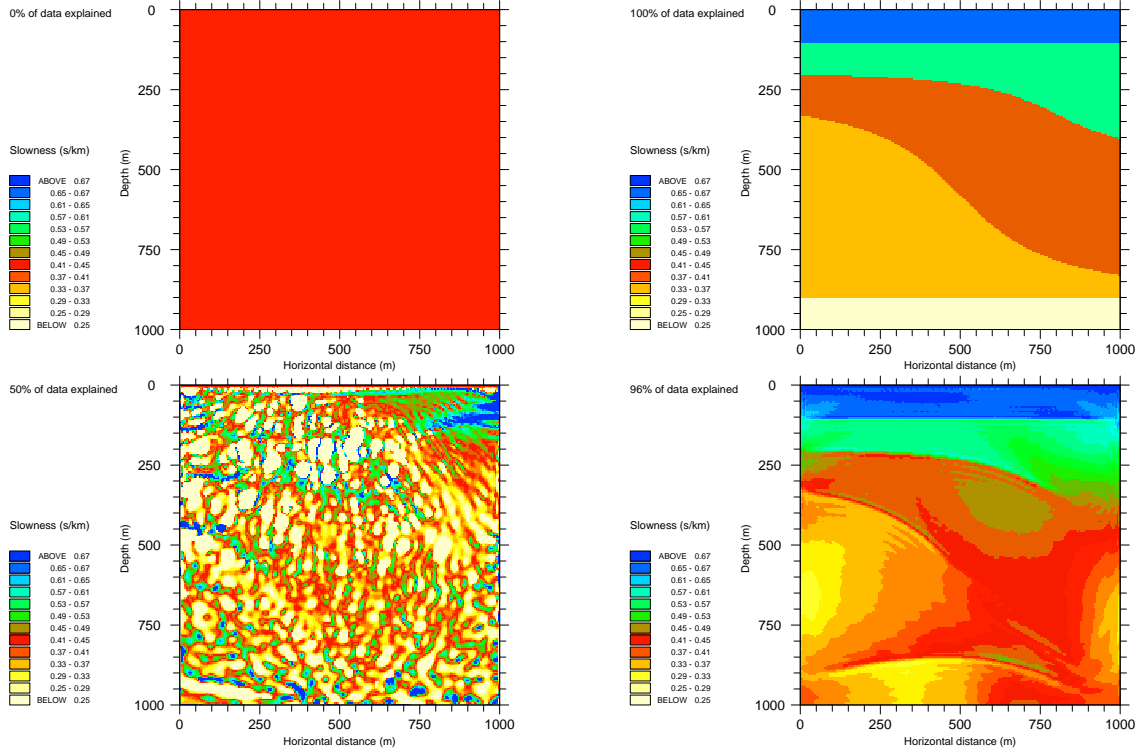 0% of data explained
Slowness (s/km)
ABOVE 0.67
0.65 - 0.67
0.61 - 0.65
0.57 - 0.61
0.53 - 0.57
0.49 - 0.53
0.45 - 0.49
0.41 - 0.45
0.37 - 0.41
0.33 - 0.37
0.29 - 0.33
0.25 - 0.29
BELOW 0.25
Depth (m)
0
250
500
750
1000
0 250 500 750 1000
Horizontal distance (m)
100% of data explained
Slowness (s/km)
ABOVE 0.67
0.65 - 0.67
0.61 - 0.65
0.57 - 0.61
0.53 - 0.57
0.49 - 0.53
0.45 - 0.49
0.41 - 0.45
0.37 - 0.41
0.33 - 0.37
0.29 - 0.33
0.25 - 0.29
BELOW 0.25
Depth (m)
0
250
500
750
1000
0 250 500 750 1000
Horizontal distance (m)
50% of data explained
Slowness (s/km)
ABOVE 0.67
0.65 - 0.67
0.61 - 0.65
0.57 - 0.61
0.53 - 0.57
0.49 - 0.53
0.45 - 0.49
0.41 - 0.45
0.37 - 0.41
0.33 - 0.37
0.29 - 0.33
0.25 - 0.29
BELOW 0.25
Depth (m)
0
250
500
750
1000
0 250 500 750 1000
Horizontal distance (m)
96% of data explained
Slowness (s/km)
ABOVE 0.67
0.65 - 0.67
0.61 - 0.65
0.57 - 0.61
0.53 - 0.57
0.49 - 0.53
0.45 - 0.49
0.41 - 0.45
0.37 - 0.41
0.33 - 0.37
0.29 - 0.33
0.25 - 0.29
BELOW 0.25
Depth (m)
0
250
500
750
1000
0 250 500 750 1000
Horizontal distance (m)